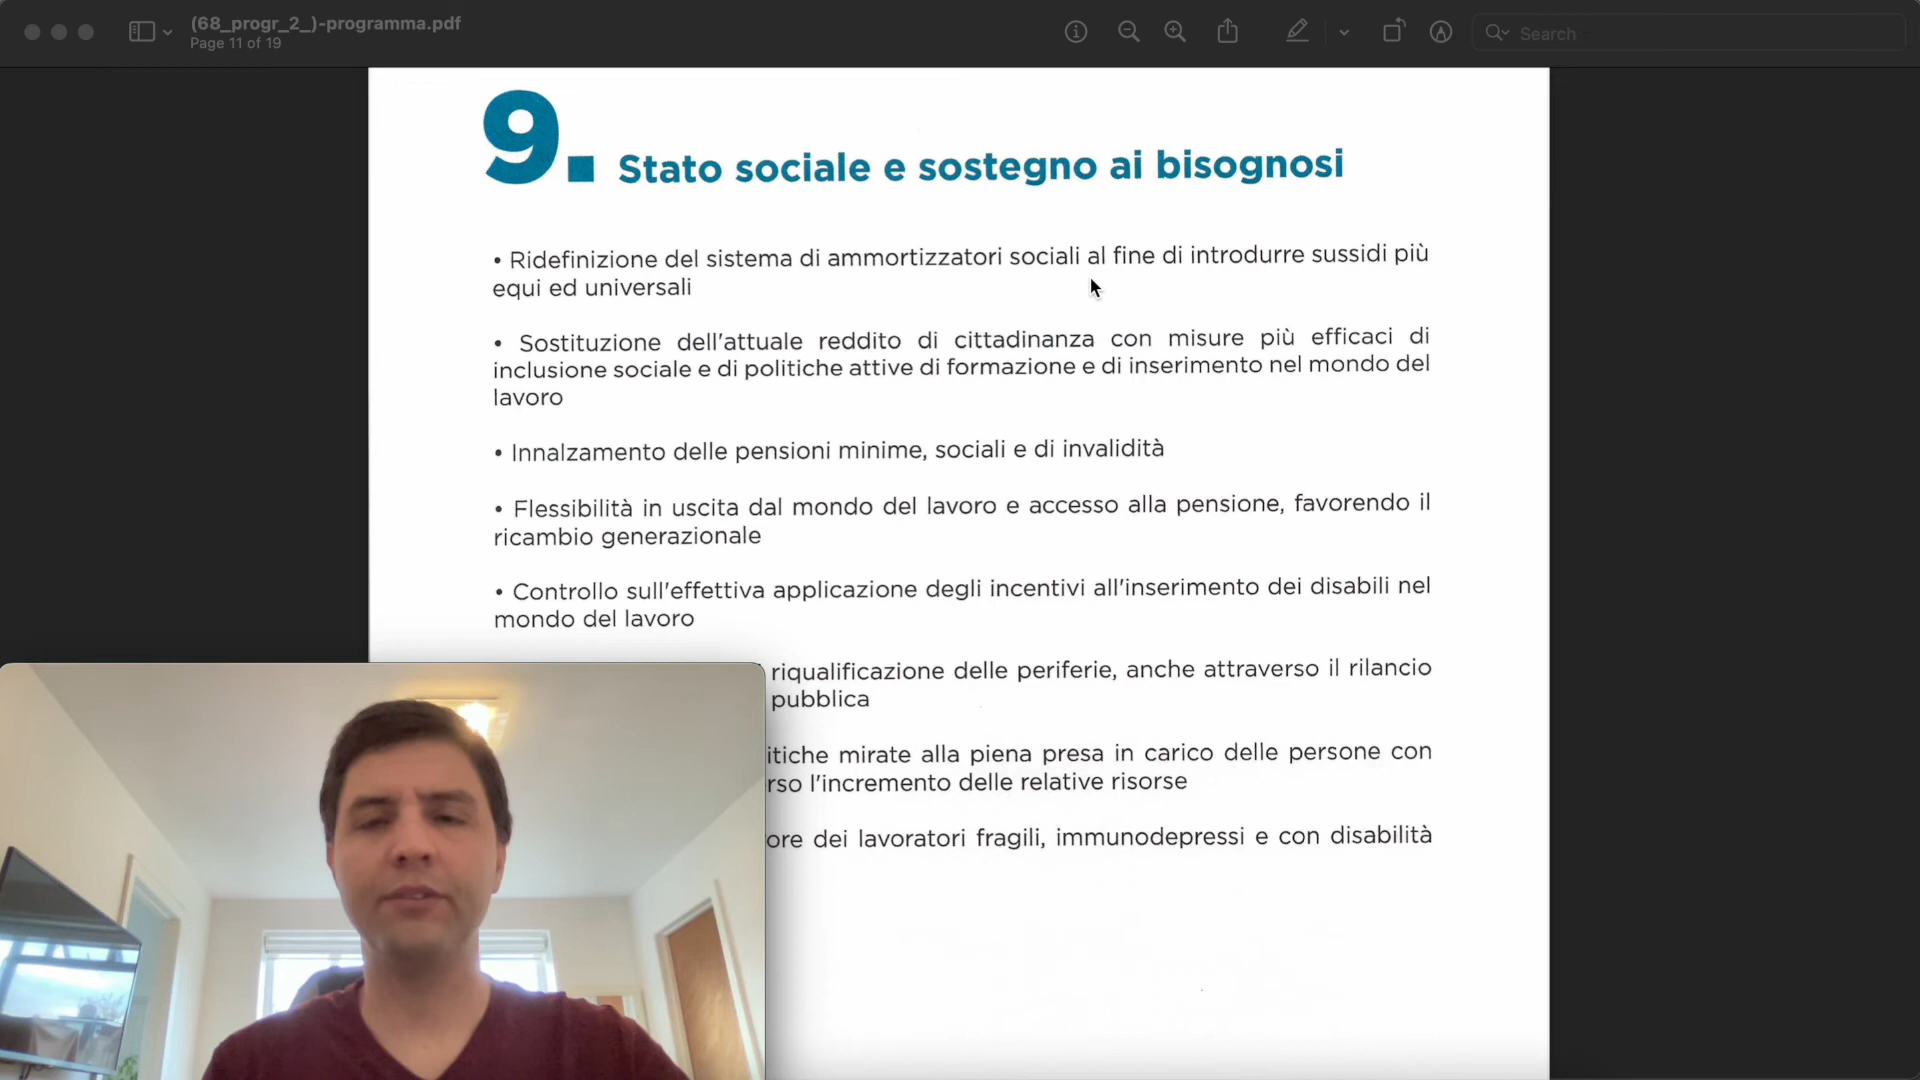 (68_progr_2_)-programma.pdf
Page 11 of 19
Search
9. Stato sociale e sostegno ai bisognosi
• Ridefinizione del sistema di ammortizzatori sociali al fine di introdurre sussidi più
equi ed universali
• Sostituzione dell'attuale reddito di cittadinanza con misure più efficaci di
inclusione sociale e di politiche attive di formazione e di inserimento nel mondo del
lavoro
• Innalzamento delle pensioni minime, sociali e di invalidità
• Flessibilità in uscita dal mondo del lavoro e accesso alla pensione, favorendo il
ricambio generazionale
• Controllo sull'effettiva applicazione degli incentivi all'inserimento dei disabili nel
mondo del lavoro
riqualificazione delle periferie, anche attraverso il rilancio
pubblica
itiche mirate alla piena presa in carico delle persone con
rso l'incremento delle relative risorse
ore dei lavoratori fragili, immunodepressi e con disabilità